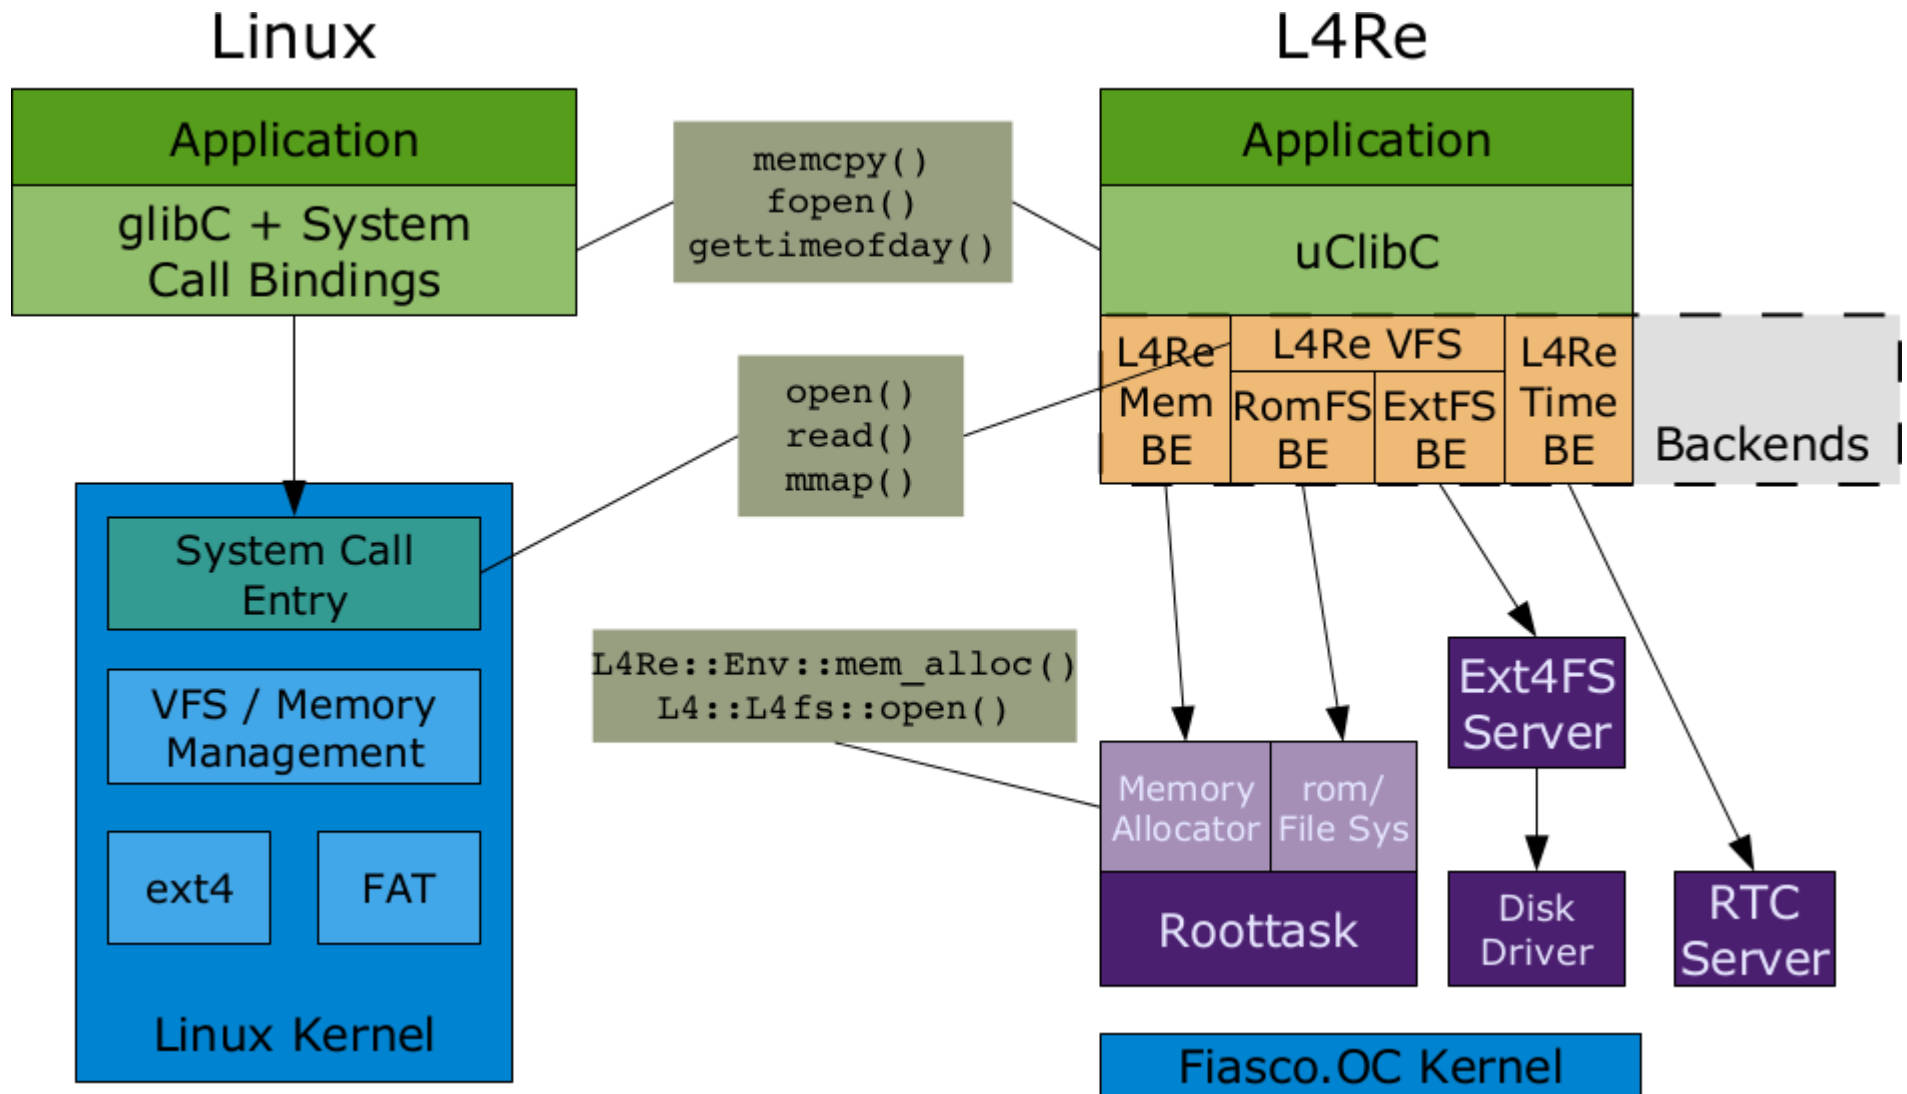 Linux
Application
glibC + System
Call Bindings
System Call
Entry
VFS / Memory
Management
ext4
FAT
Linux Kernel
memcpy()
fopen()
gettimeofday()
open()
read()
mmap()
L4Re::Env::mem_alloc()
L4::L4fs::open()
L4Re
Application
uClibC
L4Re
Mem
BE
L4Re VFS
RomFS
BE
ExtFS
BE
L4Re
Time
BE
Backends
Memory
Allocator
rom/
File Sys
Roottask
Ext4FS
Server
Disk
Driver
RTC
Server
Fiasco.OC Kernel